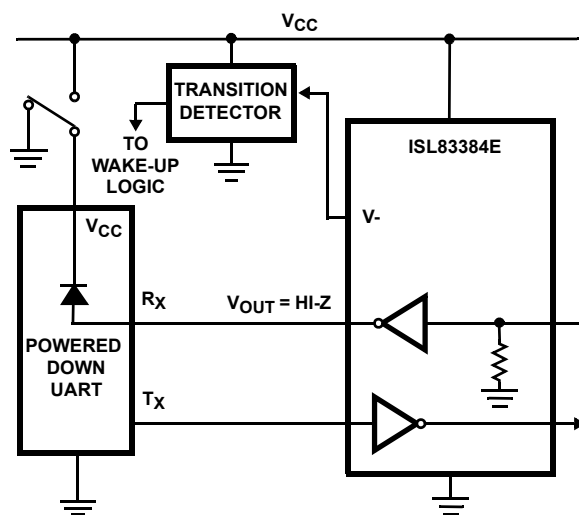 VCC
TRANSITION
DETECTOR
TO
WAKE-UP
LOGIC
ISL83384E
V-
VCC
RX
VOUT = HI-Z
POWERED
DOWN
UART
TX